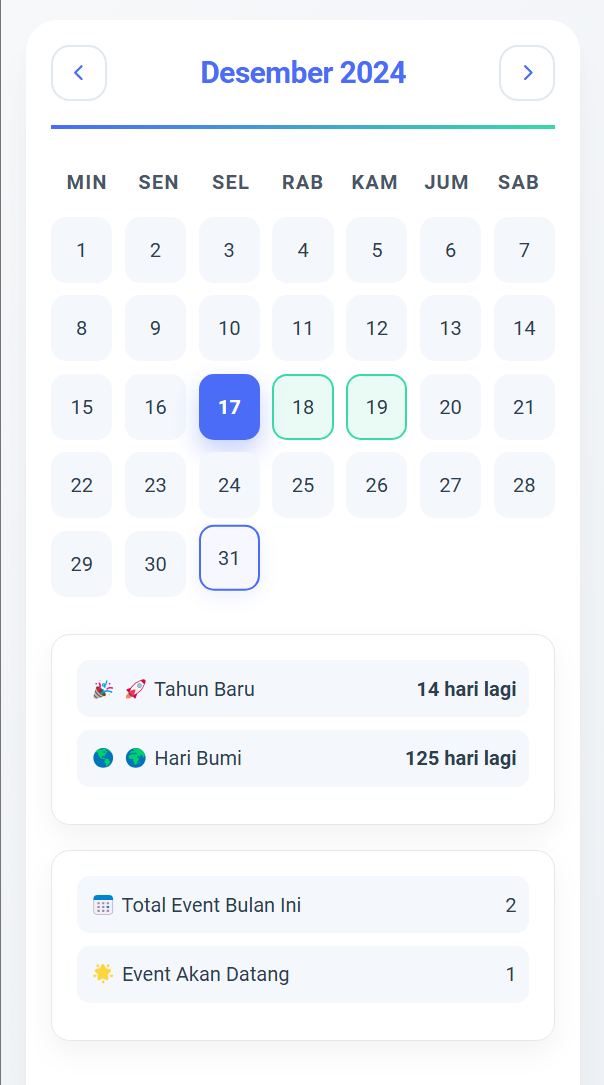 Desember 2024
MIN SEN SEL RAB KAM JUM SAB
1 2 3 4 5 6 7
8 9 10 11 12 13 14
15 16 17 18 19 20 21
22 23 24 25 26 27 28
29 30 31
Tahun Baru 14 hari lagi
Hari Bumi 125 hari lagi
Total Event Bulan Ini 2
Event Akan Datang 1